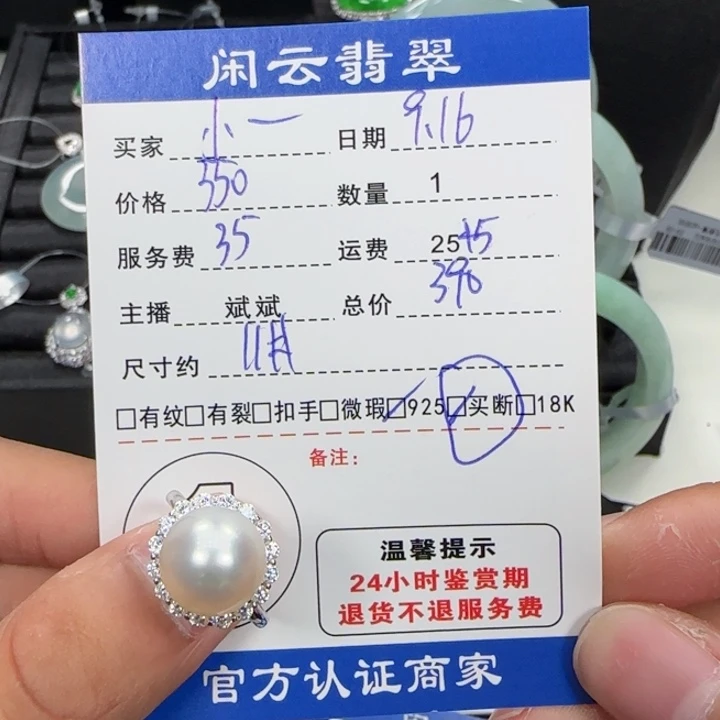 闲云翡翠
买家 小一 日期 9.16
价格 350 数量 1
服务费 35 运费 25+5
主播 斌斌 总价 390
尺寸约 11#
□有纹□有裂□扣手□微瑕☑925☑买断□18K
备注：
温馨提示
24小时鉴赏期
退货不退服务费
官方认证商家